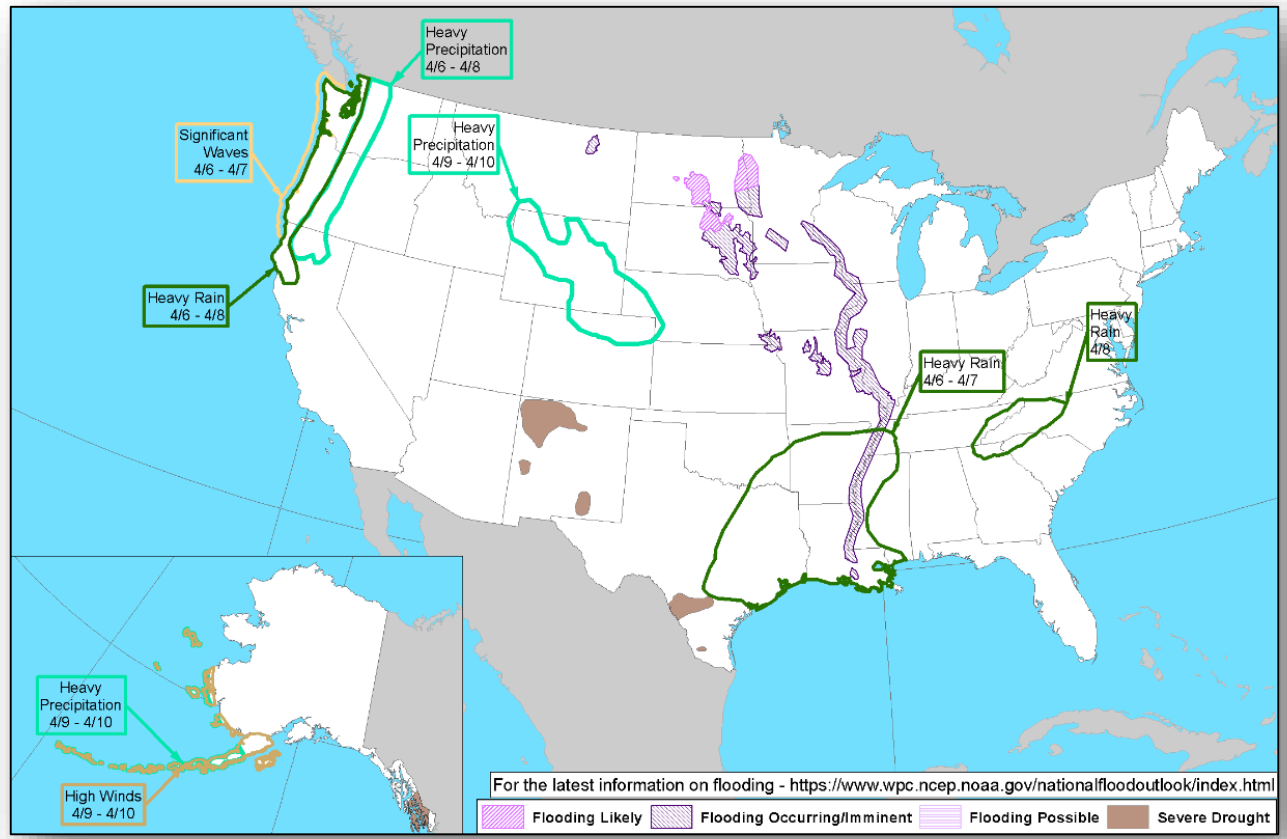 Heavy
Precipitation
4/6 - 4/8
Heavy
Precipitation
4/9 - 4/10
Significant
Waves
4/6 - 4/7
Heavy Rain
4/6 - 4/8
Heavy
Rain
4/8
Heavy Rain
4/6 - 4/7
Heavy
Precipitation
4/9 - 4/10
High Winds
4/9 - 4/10
For the latest information on flooding - https://www.wpc.ncep.noaa.gov/nationalfloodoutlook/index.html
Flooding Likely Flooding Occurring/Imminent Flooding Possible Severe Drought